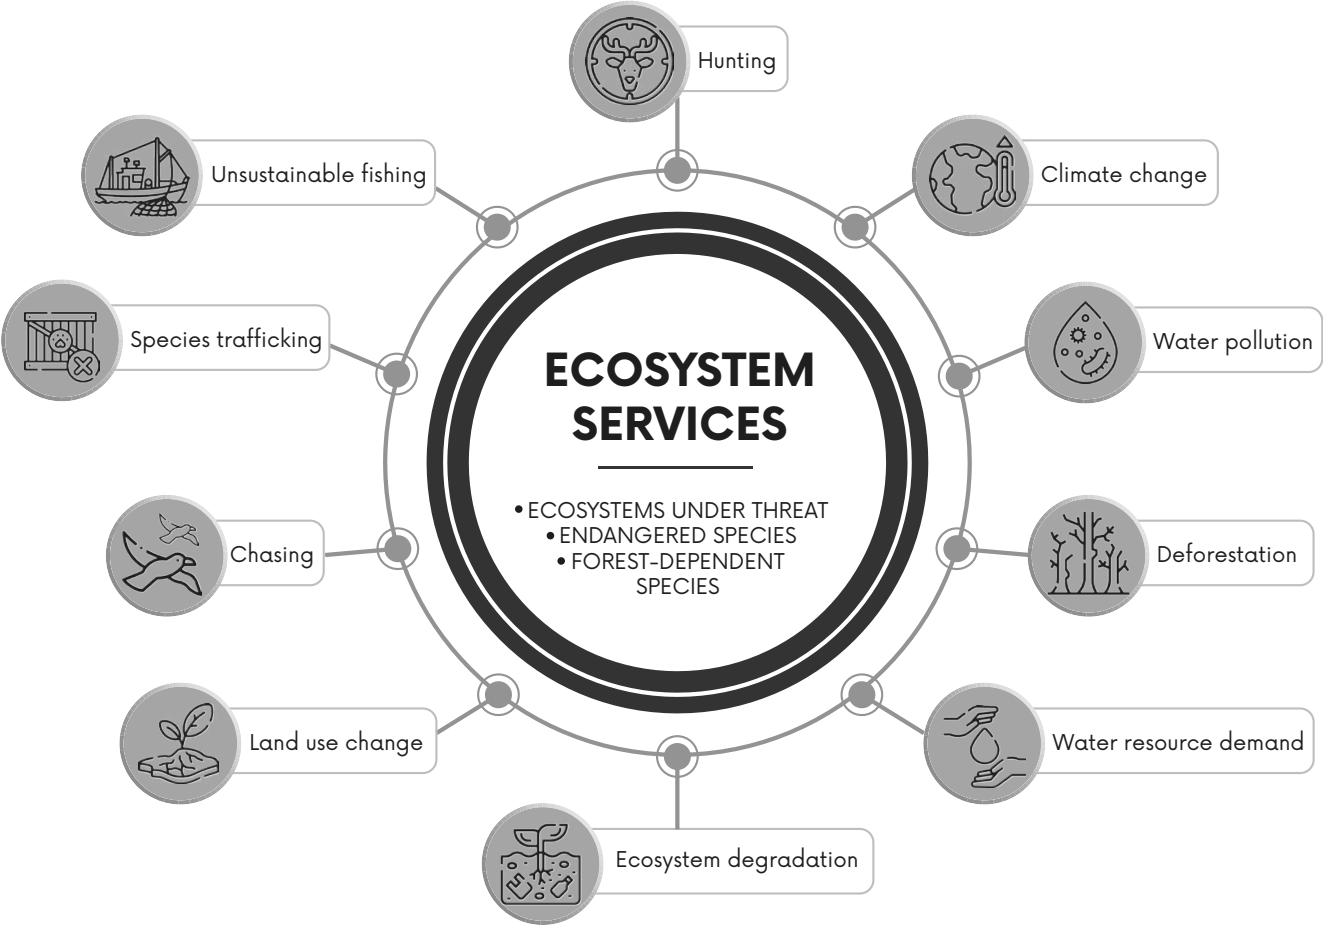 Hunting
Unsustainable fishing
Climate change
Species trafficking
Water pollution
ECOSYSTEM
SERVICES
• ECOSYSTEMS UNDER THREAT
• ENDANGERED SPECIES
• FOREST-DEPENDENT
SPECIES
Chasing
Deforestation
Land use change
Water resource demand
Ecosystem degradation